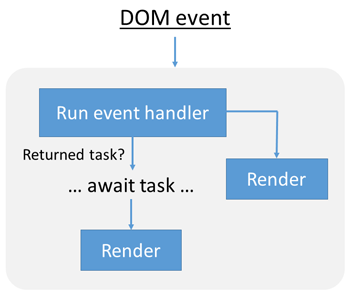 DOM event
Run event handler
Returned task?
... await task ...
Render
Render